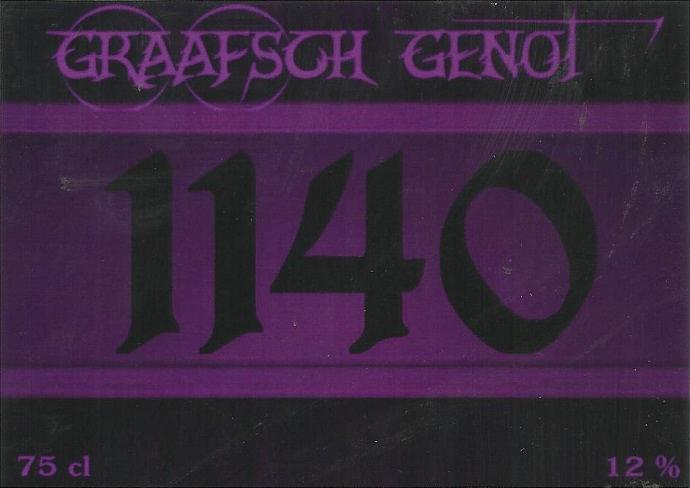 GRAAFSCH GENOT
1140
75 cl
12 %